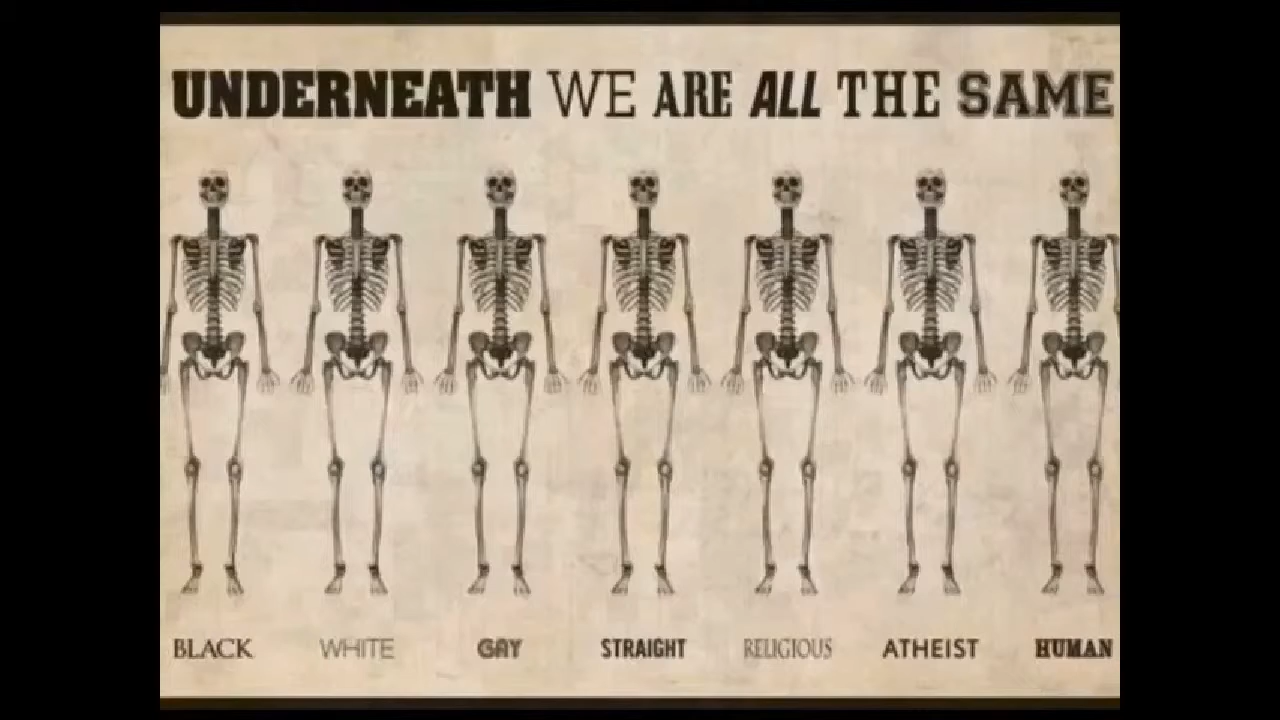 UNDERNEATH WE ARE ALL THE SAME
BLACK WHITE GAY STRAIGHT RELIGIOUS ATHEIST HUMAN